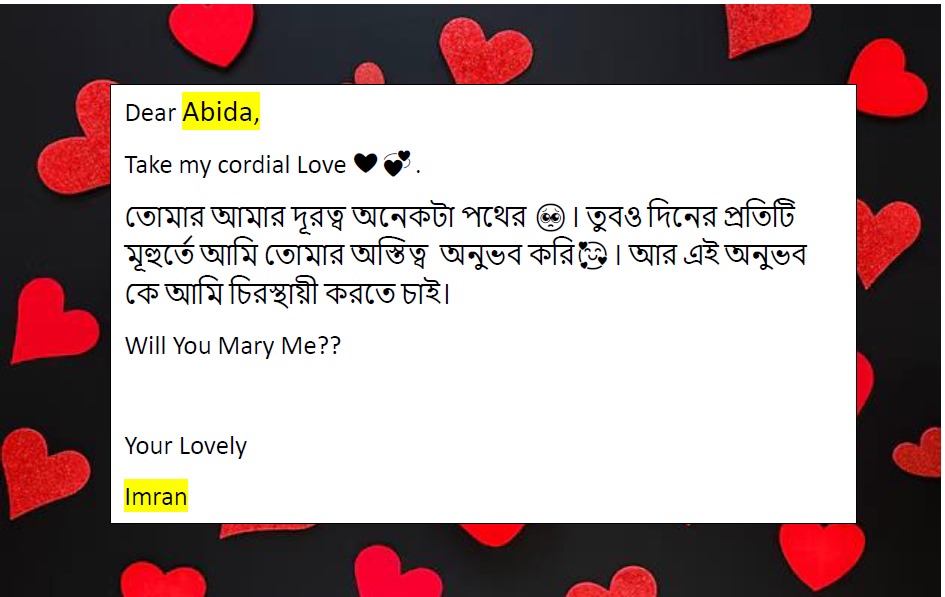 Dear Abida,
Take my cordial Love 🖤💞.
তোমার আমার দূরত্ব অনেকটা পথের 🥺। তুবও দিনের প্রতিটি
মূহুর্তে আমি তোমার অস্তিত্ব অনুভব করি🥰। আর এই অনুভব
কে আমি চিরস্থায়ী করতে চাই।
Will You Mary Me??
Your Lovely
Imran